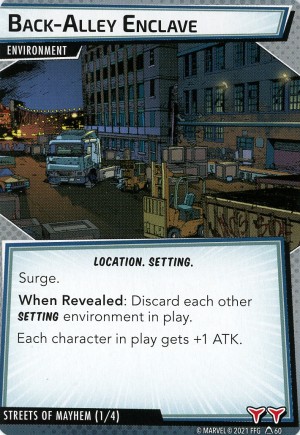 BACK-ALLEY ENCLAVE
ENVIRONMENT
LOCATION. SETTING.
Surge.
When Revealed: Discard each other
SETTING environment in play.
Each character in play gets +1 ATK.
STREETS OF MAYHEM (1/4)
© MARVEL © 2021 FFG 60